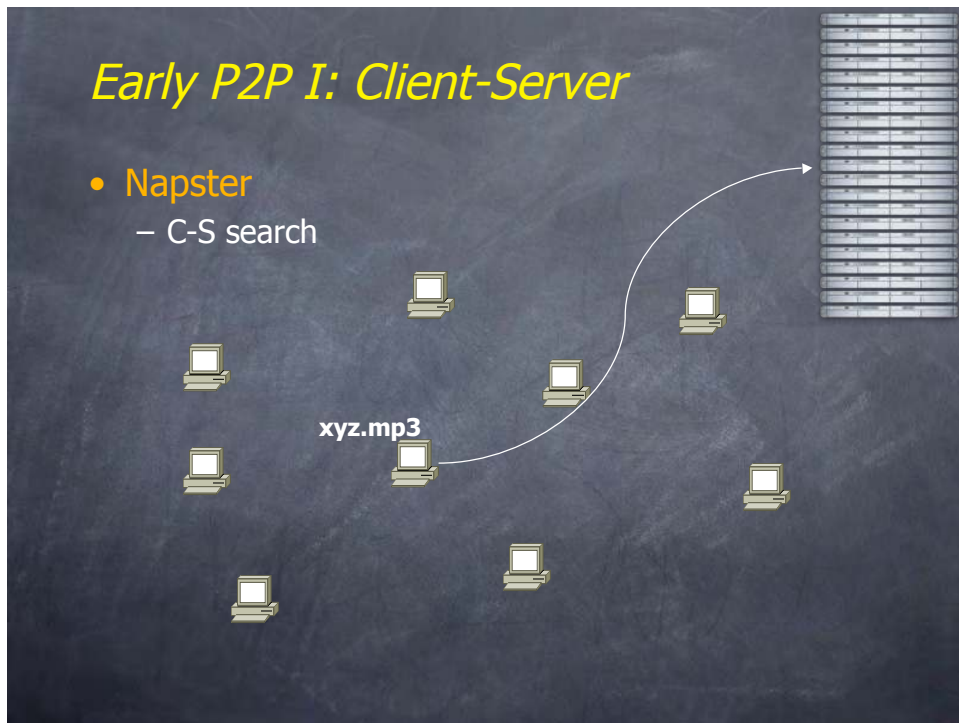 Early P2P I: Client-Server
• Napster
– C-S search
xyz.mp3